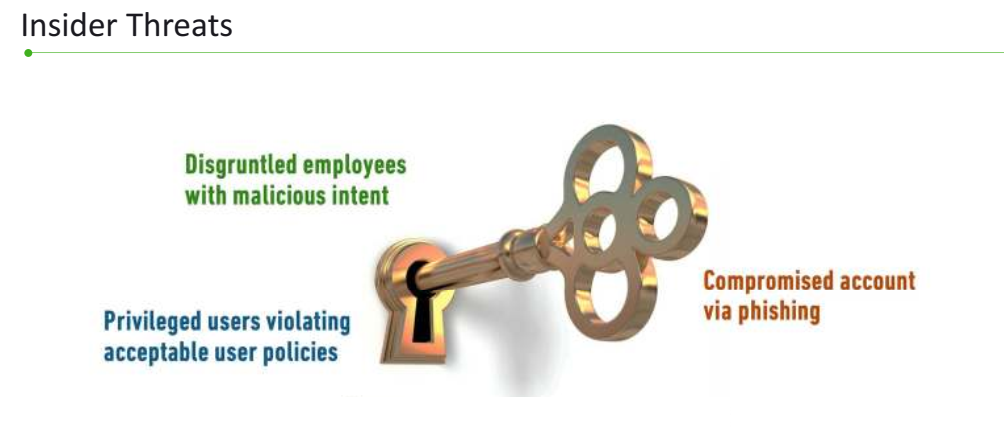 Insider Threats
Disgruntled employees
with malicious intent
Privileged users violating
acceptable user policies
Compromised account
via phishing